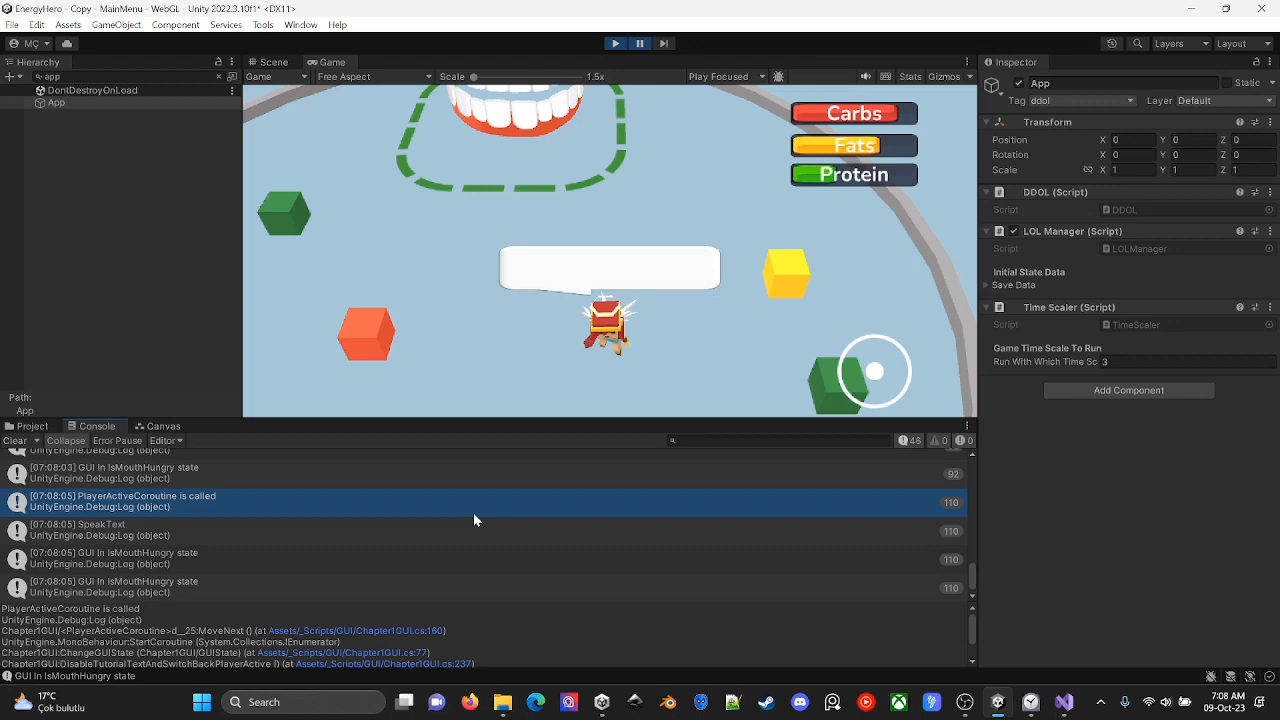 EnergyHero - Copy - MainMenu - WebGL - Unity 2022.3.10f1* <DX11>
File Edit Assets GameObject Component Services Tools Window Help
MÇ
Layers Layout
Hierarchy
app
DontDestroyOnLoad
App
Path:
App
Scene Game
Game Free Aspect Scale 1.5x Play Focused Stats Gizmos
Carbs
Fats
Protein
Inspector
App Static
Tag ddol Layer Default
Transform
Position X 0 Y 0 Z 0
Rotation X 0 Y 0 Z 0
Scale X 1 Y 1 Z 1
DDOL (Script)
Script DDOL
LOL Manager (Script)
Script LOLManager
Initial State Data
Save Data
Time Scaler (Script)
Script TimeScaler
Game Time Scale To Run
Run With Which Time Sc 3
Add Component
Project Console Canvas
Clear Collapse Error Pause Editor 46 0 0
UnityEngine.Debug:Log (object)
[07:08:03] GUI In IsMouthHungry state
UnityEngine.Debug:Log (object) 92
[07:08:05] PlayerActiveCoroutine is called
UnityEngine.Debug:Log (object) 110
[07:08:05] SpeakText
UnityEngine.Debug:Log (object) 110
[07:08:05] GUI In IsMouthHungry state
UnityEngine.Debug:Log (object) 110
[07:08:05] GUI In IsMouthHungry state
UnityEngine.Debug:Log (object) 110
PlayerActiveCoroutine is called
UnityEngine.Debug:Log (object)
Chapter1GUI/<PlayerActiveCoroutine>d__25:MoveNext () (at Assets/_Scripts/GUI/Chapter1GUI.cs:160)
UnityEngine.MonoBehaviour:StartCoroutine (System.Collections.IEnumerator)
Chapter1GUI:ChangeGUIState (Chapter1GUI/GUIState) (at Assets/_Scripts/GUI/Chapter1GUI.cs:77)
Chapter1GUI:DisableTutorialTextAndSwitchBackPlayerActive () (at Assets/_Scripts/GUI/Chapter1GUI.cs:237)
GUI In IsMouthHungry state
17°C
Çok bulutlu
Search
7:08 AM
09-Oct-23